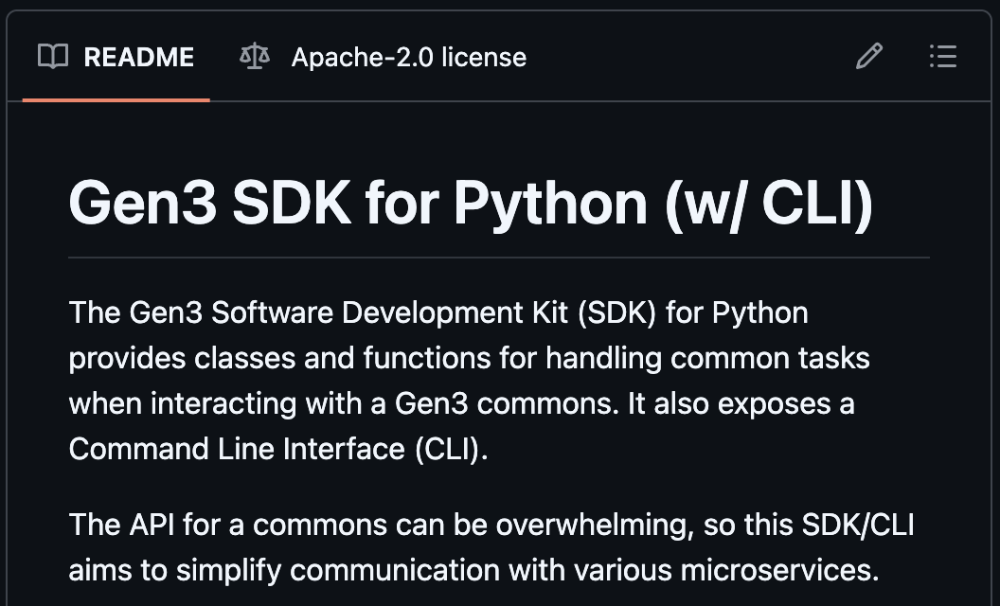 README
Apache-2.0 license
Gen3 SDK for Python (w/ CLI)
The Gen3 Software Development Kit (SDK) for Python
provides classes and functions for handling common tasks
when interacting with a Gen3 commons. It also exposes a
Command Line Interface (CLI).
The API for a commons can be overwhelming, so this SDK/CLI
aims to simplify communication with various microservices.